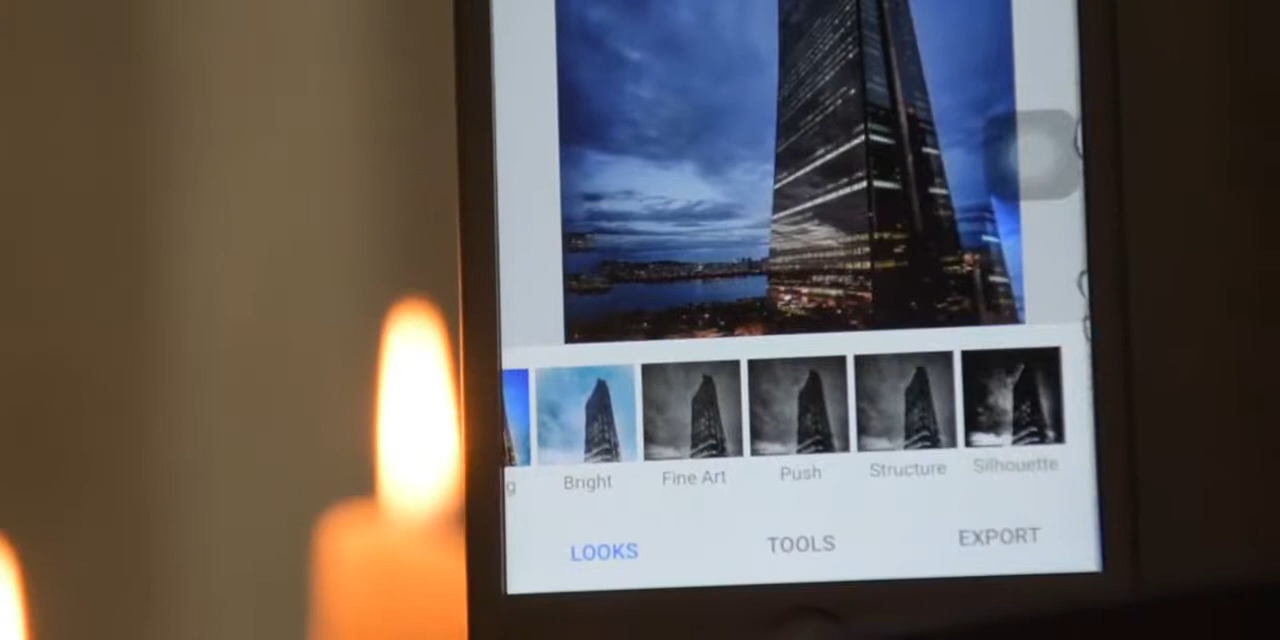 g
Bright
Fine Art
Push
Structure
Silhouette
LOOKS
TOOLS
EXPORT